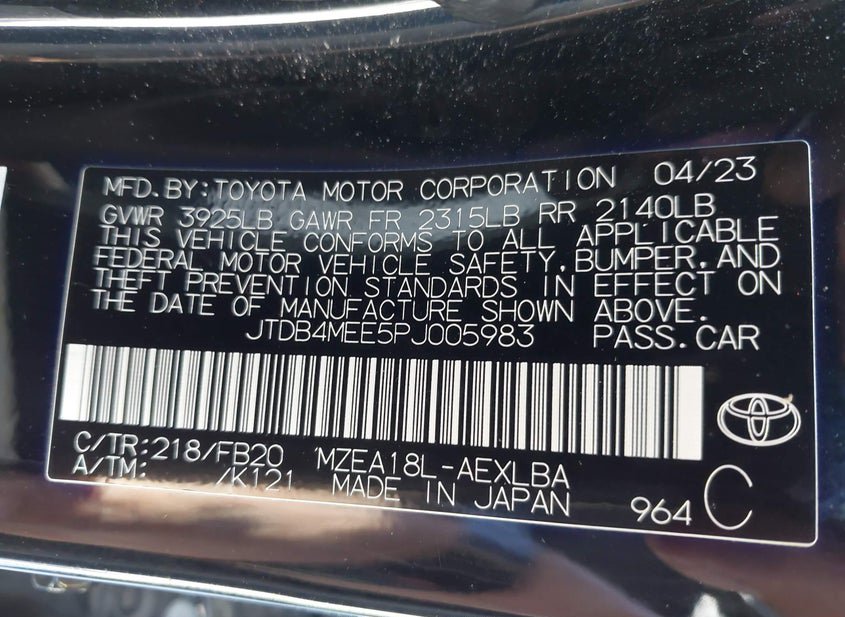 MFD.BY:TOYOTA MOTOR CORPORATION 04/23
GVWR 3925LB GAWR FR 2315LB RR 2140LB
THIS VEHICLE CONFORMS TO ALL APPLICABLE
FEDERAL MOTOR VEHICLE SAFETY,BUMPER,AND
THEFT PREVENTION STANDARDS IN EFFECT ON
THE DATE OF MANUFACTURE SHOWN ABOVE.
JTDB4MEE5PJ005983 PASS.CAR
C/TR:218/FB20 MZEA18L-AEXLBA
A/TM: /K121 MADE IN JAPAN 964 C